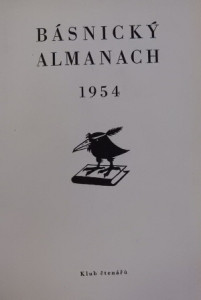 BÁSNICKÝ
ALMANACH
1954
Klub čtenářů